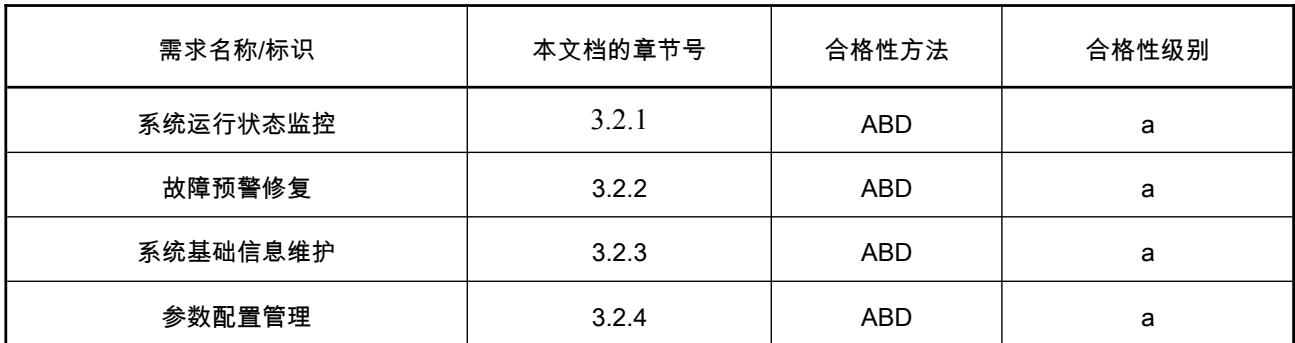 需求名称/标识 本文档的章节号 合格性方法 合格性级别
系统运行状态监控 3.2.1 ABD a
故障预警修复 3.2.2 ABD a
系统基础信息维护 3.2.3 ABD a
参数配置管理 3.2.4 ABD a